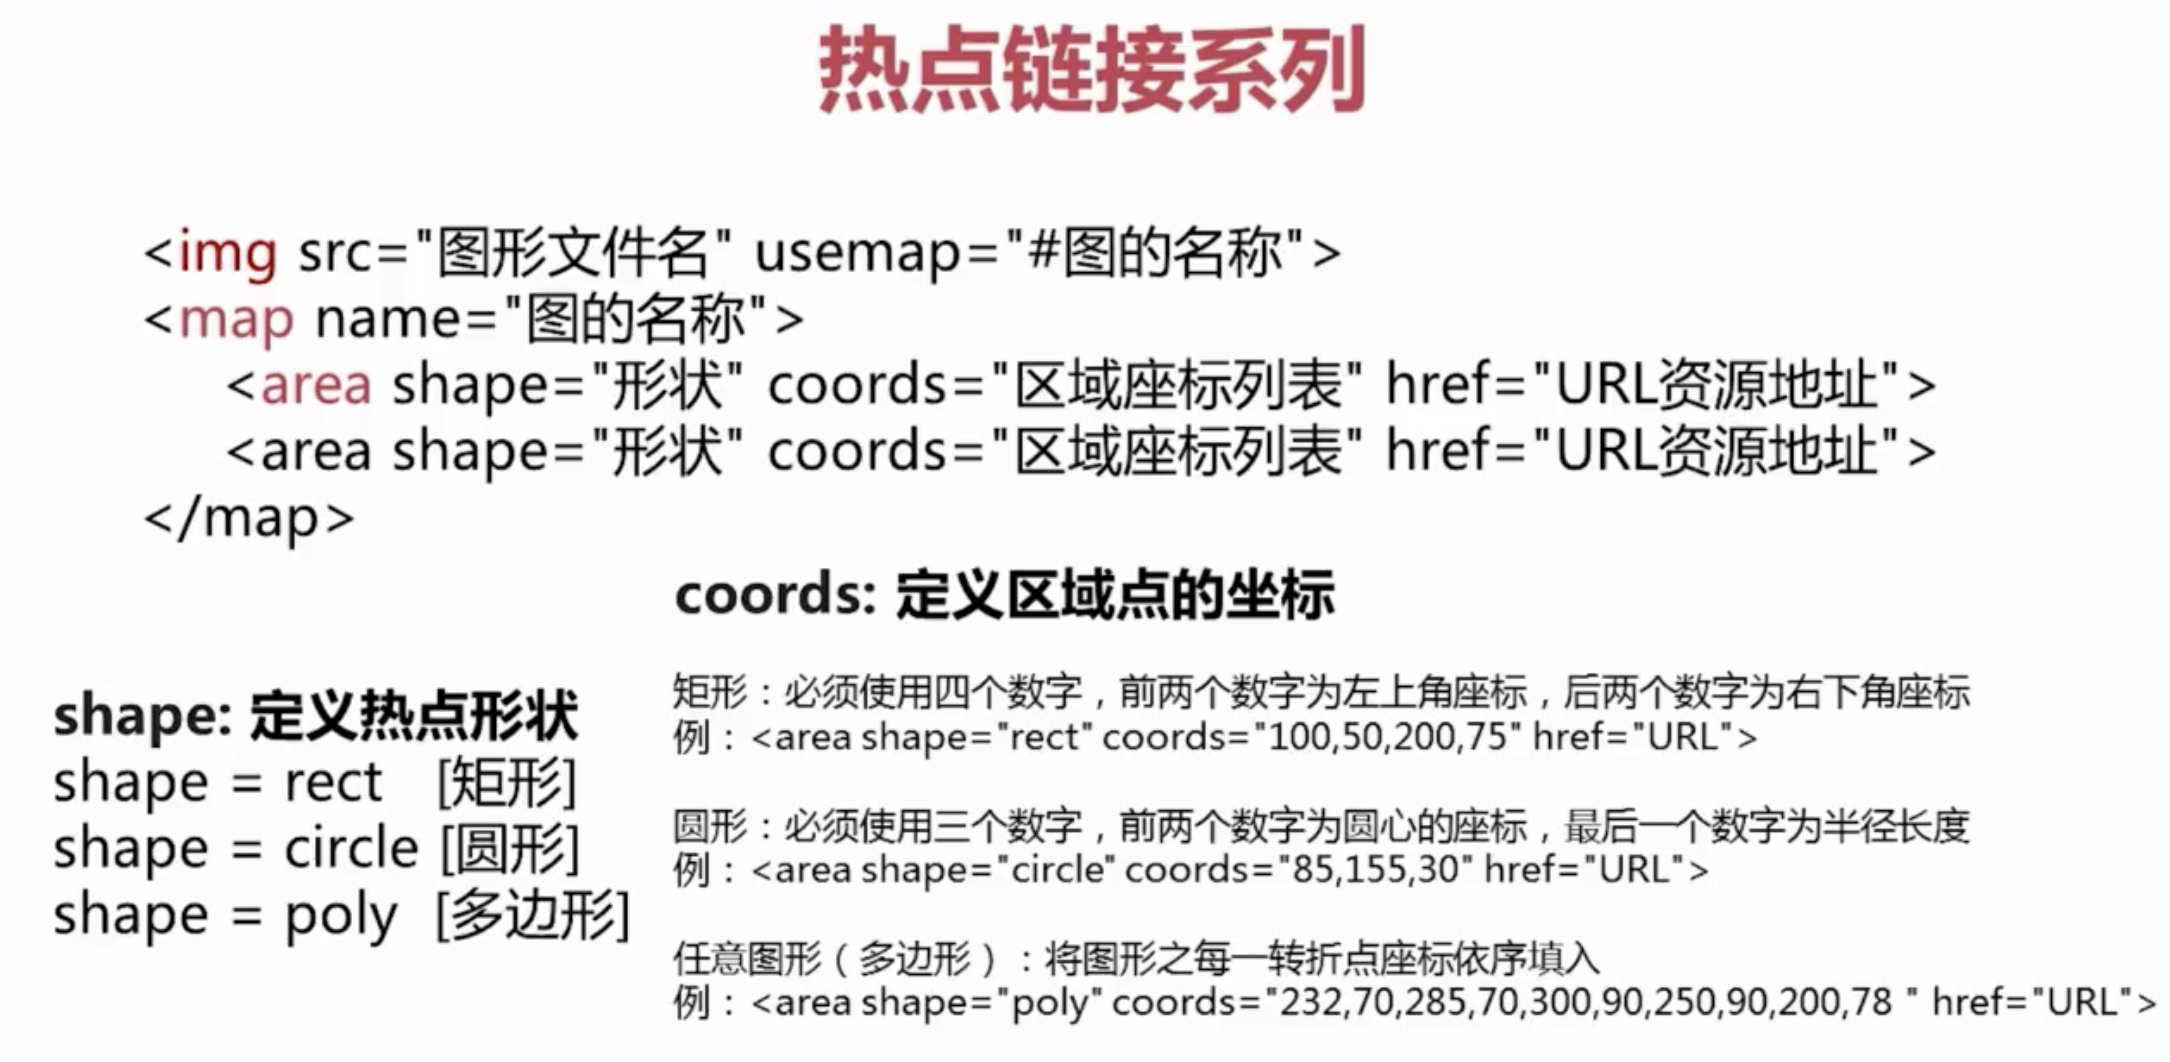 热点链接系列
<img src="图形文件名" usemap="#图的名称">
<map name="图的名称">
<area shape="形状" coords="区域座标列表" href="URL资源地址">
<area shape="形状" coords="区域座标列表" href="URL资源地址">
</map>
shape: 定义热点形状
shape = rect [矩形]
shape = circle [圆形]
shape = poly [多边形]
coords: 定义区域点的坐标
矩形：必须使用四个数字，前两个数字为左上角座标，后两个数字为右下角座标
例：<area shape="rect" coords="100,50,200,75" href="URL">
圆形：必须使用三个数字，前两个数字为圆心的座标，最后一个数字为半径长度
例：<area shape="circle" coords="85,155,30" href="URL">
任意图形（多边形）：将图形之每一转折点座标依序填入
例：<area shape="poly" coords="232,70,285,70,300,90,250,90,200,78 " href="URL">